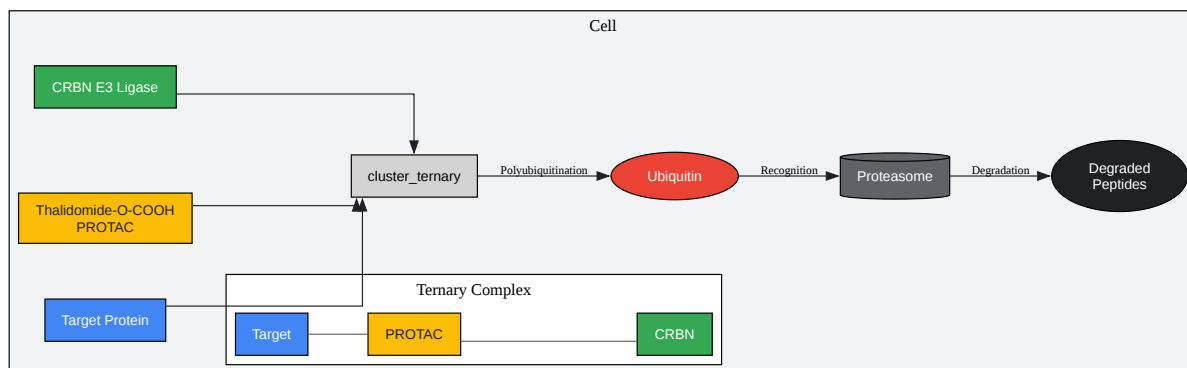 Cell
CRBN E3 Ligase
cluster_ternary
Polyubiquitination
Ubiquitin
Recognition
Proteasome
Degradation
Degraded
Peptides
Thalidomide-O-COOH
PROTAC
Target Protein
Ternary Complex
Target
PROTAC
CRBN